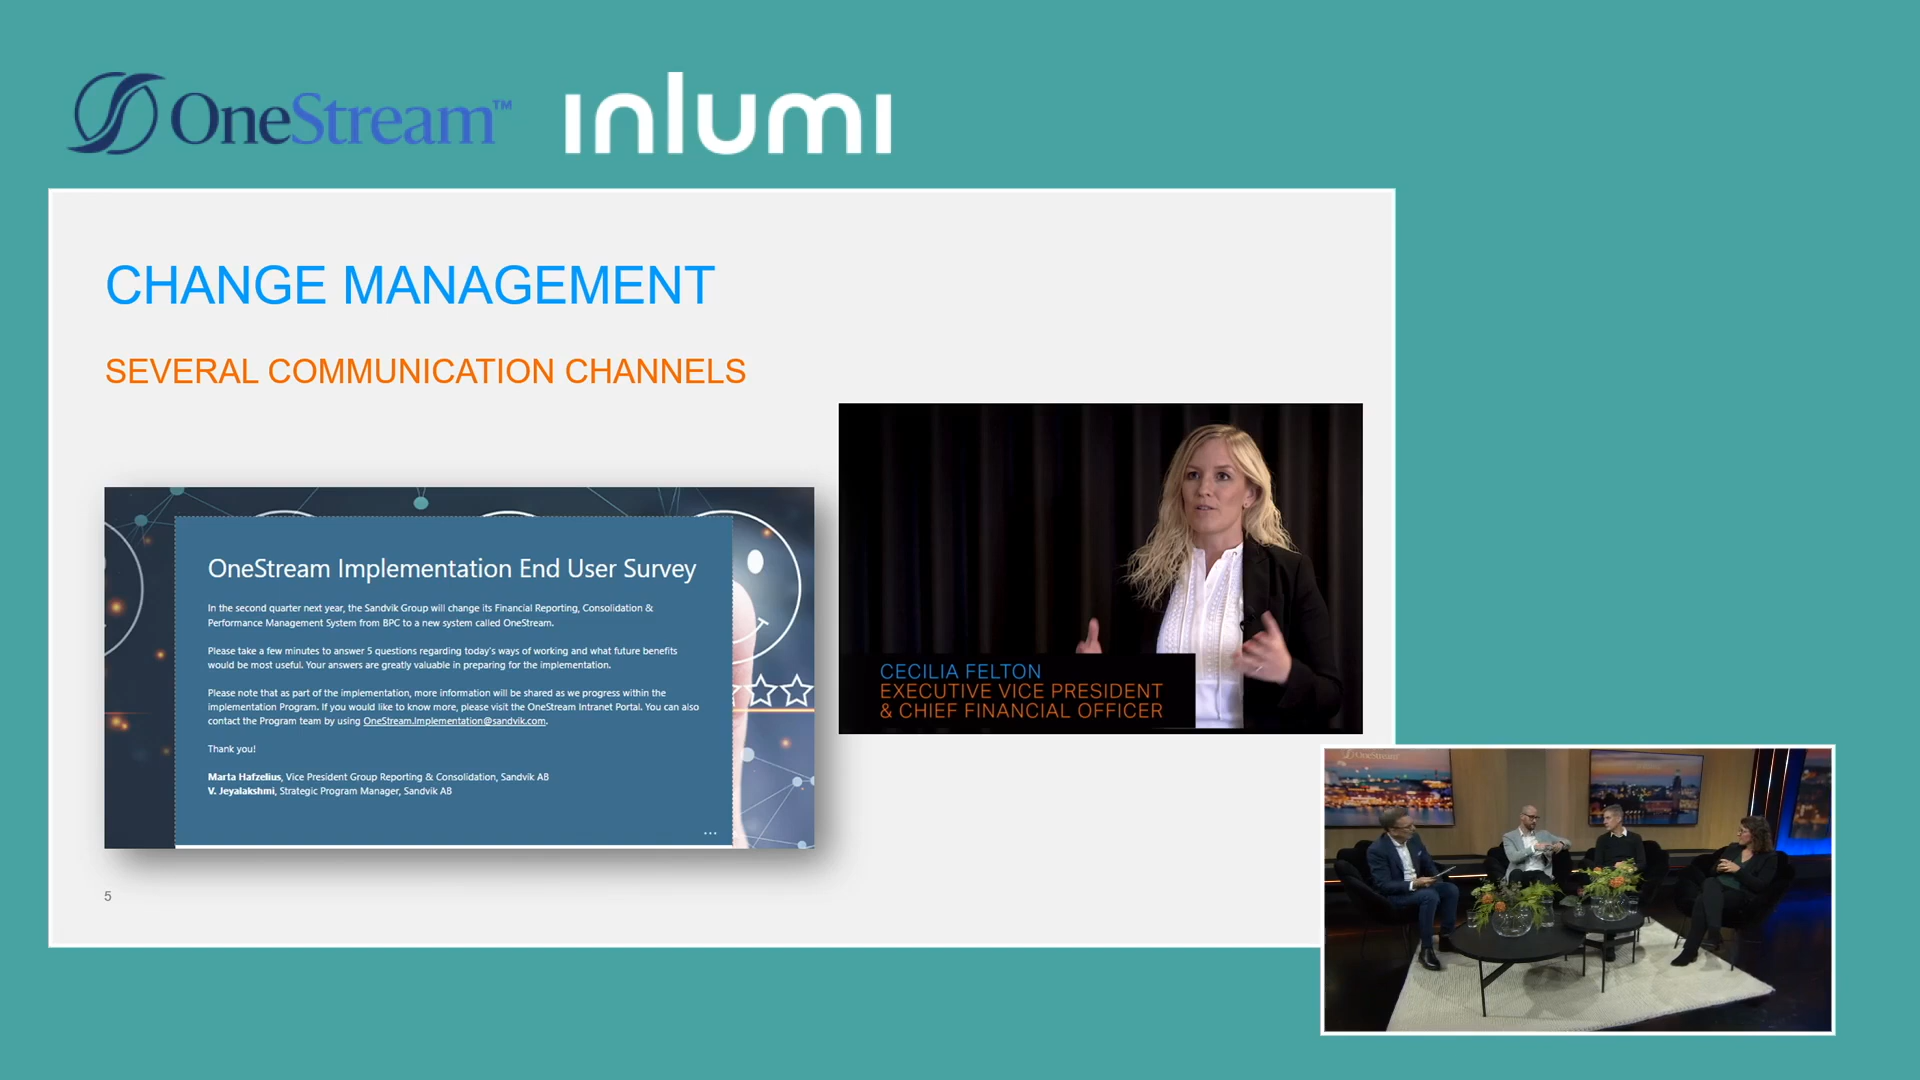 OneStream™
inlumi
CHANGE MANAGEMENT
SEVERAL COMMUNICATION CHANNELS
OneStream Implementation End User Survey
In the second quarter next year, the Sandvik Group will change its Financial Reporting, Consolidation &
Performance Management System from BPC to a new system called OneStream.
Please take a few minutes to answer 5 questions regarding today's ways of working and what future benefits
would be most useful. Your answers are greatly valuable in preparing for the implementation.
Please note that as part of the implementation, more information will be shared as we progress within the
implementation Program. If you would like to know more, please visit the OneStream Intranet Portal. You can also
contact the Program team by using OneStream.Implementation@sandvik.com.
Thank you!
Marta Hafzelius, Vice President Group Reporting & Consolidation, Sandvik AB
V. Jeyalakshmi, Strategic Program Manager, Sandvik AB
...
CECILIA FELTON
EXECUTIVE VICE PRESIDENT
& CHIEF FINANCIAL OFFICER
5
OneStream